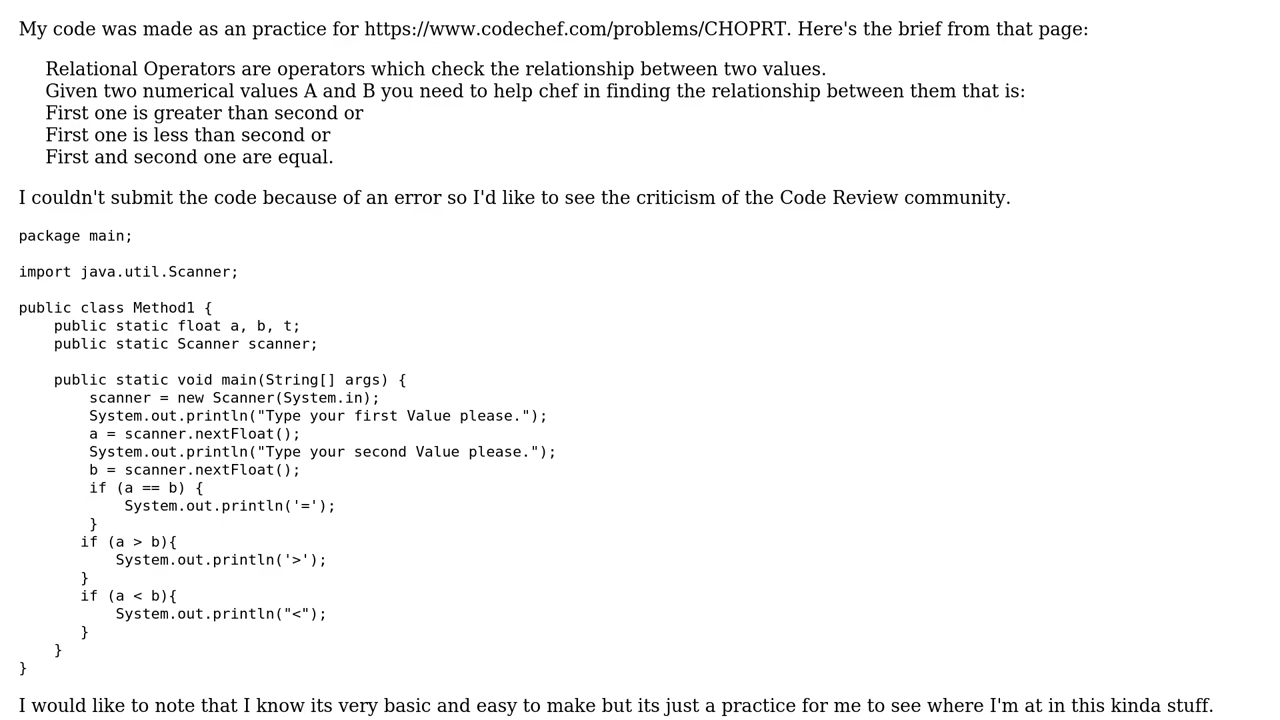 My code was made as an practice for https://www.codechef.com/problems/CHOPRT. Here's the brief from that page:
Relational Operators are operators which check the relationship between two values.
Given two numerical values A and B you need to help chef in finding the relationship between them that is:
First one is greater than second or
First one is less than second or
First and second one are equal.
I couldn't submit the code because of an error so I'd like to see the criticism of the Code Review community.
package main;
import java.util.Scanner;
public class Method1 {
    public static float a, b, t;
    public static Scanner scanner;
    public static void main(String[] args) {
        scanner = new Scanner(System.in);
        System.out.println("Type your first Value please.");
        a = scanner.nextFloat();
        System.out.println("Type your second Value please.");
        b = scanner.nextFloat();
        if (a == b) {
            System.out.println('=');
        }
       if (a > b){
           System.out.println('>');
       }
       if (a < b){
           System.out.println("<");
       }
    }
}
I would like to note that I know its very basic and easy to make but its just a practice for me to see where I'm at in this kinda stuff.